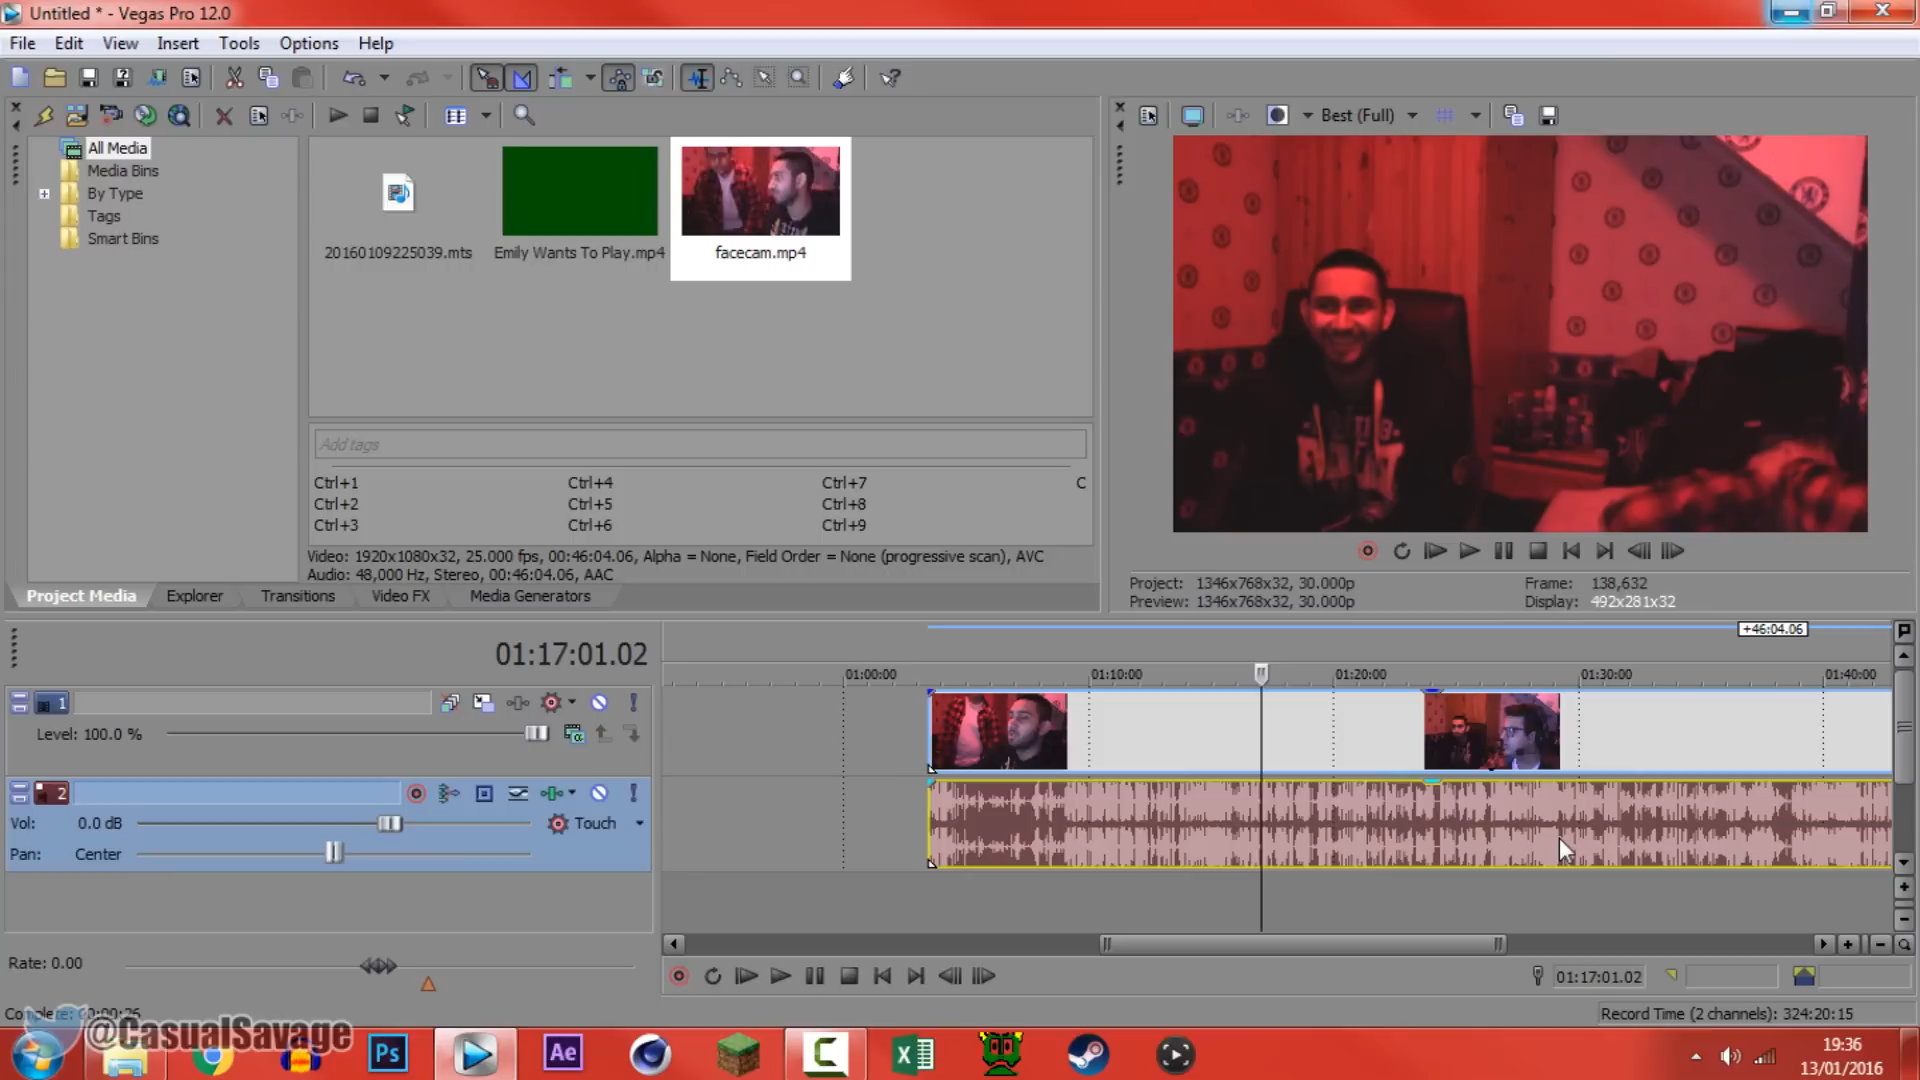 Untitled * - Vegas Pro 12.0
File Edit View Insert Tools Options Help
Best (Full)
All Media
Media Bins
By Type
Tags
Smart Bins
20160109225039.mts
Emily Wants To Play.mp4
facecam.mp4
Add tags
Ctrl+1 Ctrl+4 Ctrl+7 C
Ctrl+2 Ctrl+5 Ctrl+8
Ctrl+3 Ctrl+6 Ctrl+9
Video: 1920x1080x32, 25.000 fps, 00:46:04.06, Alpha = None, Field Order = None (progressive scan), AVC
Audio: 48,000 Hz, Stereo, 00:46:04.06, AAC
Project Media Explorer Transitions Video FX Media Generators
Project: 1346x768x32, 30.000p Frame: 138,632
Preview: 1346x768x32, 30.000p Display: 492x281x32
+46:04.06
01:17:01.02
01:00:00 01:10:00 01:20:00 01:30:00 01:40:00
1
Level: 100.0 %
2
Vol: 0.0 dB Touch
Pan: Center
Rate: 0.00
01:17:01.02
Complete: 00:00:26
Record Time (2 channels): 324:20:15
@CasualSavage
Ps
Ae
C
X
19:36
13/01/2016